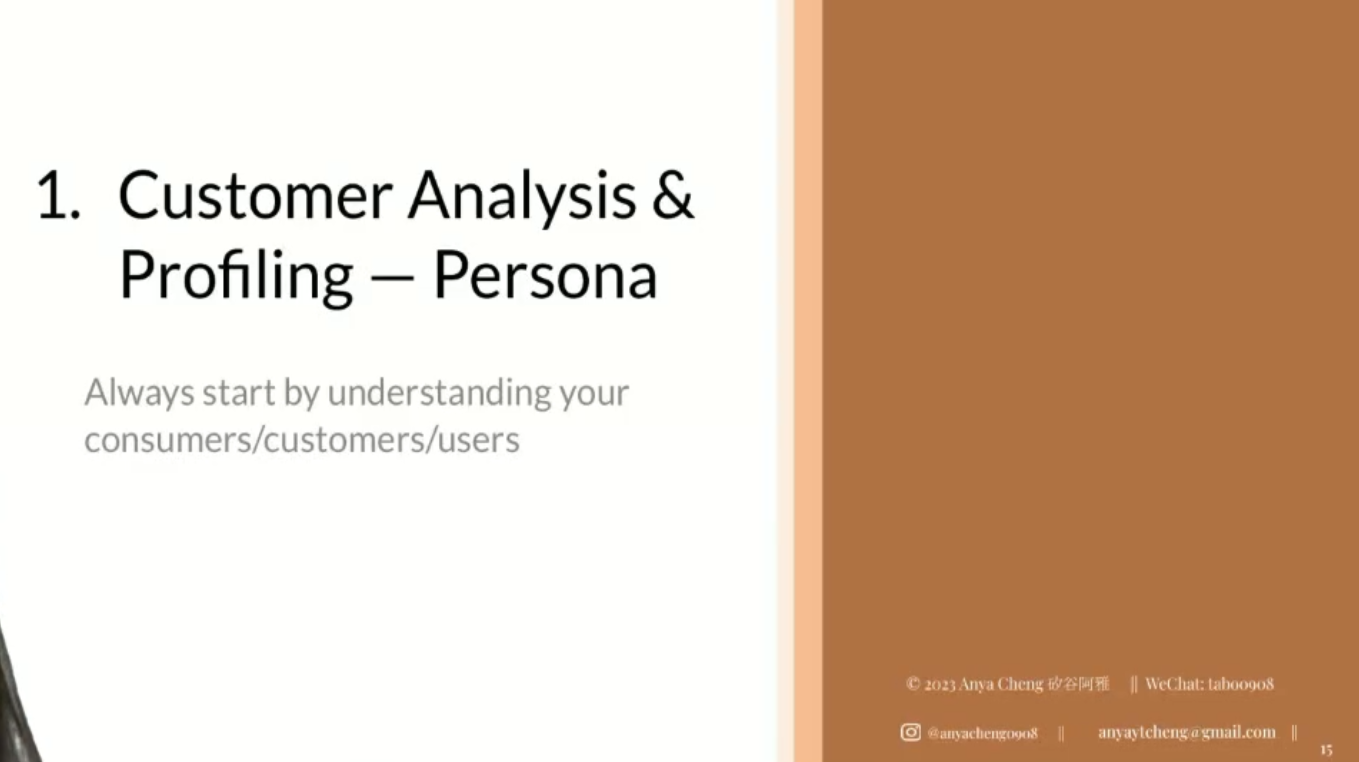 1. Customer Analysis &
Profiling — Persona
Always start by understanding your
consumers/customers/users
© 2023 Anya Cheng 矽谷阿雅 || WeChat: tab00908
@anyacheng0908 || anyaytcheng@gmail.com ||
15